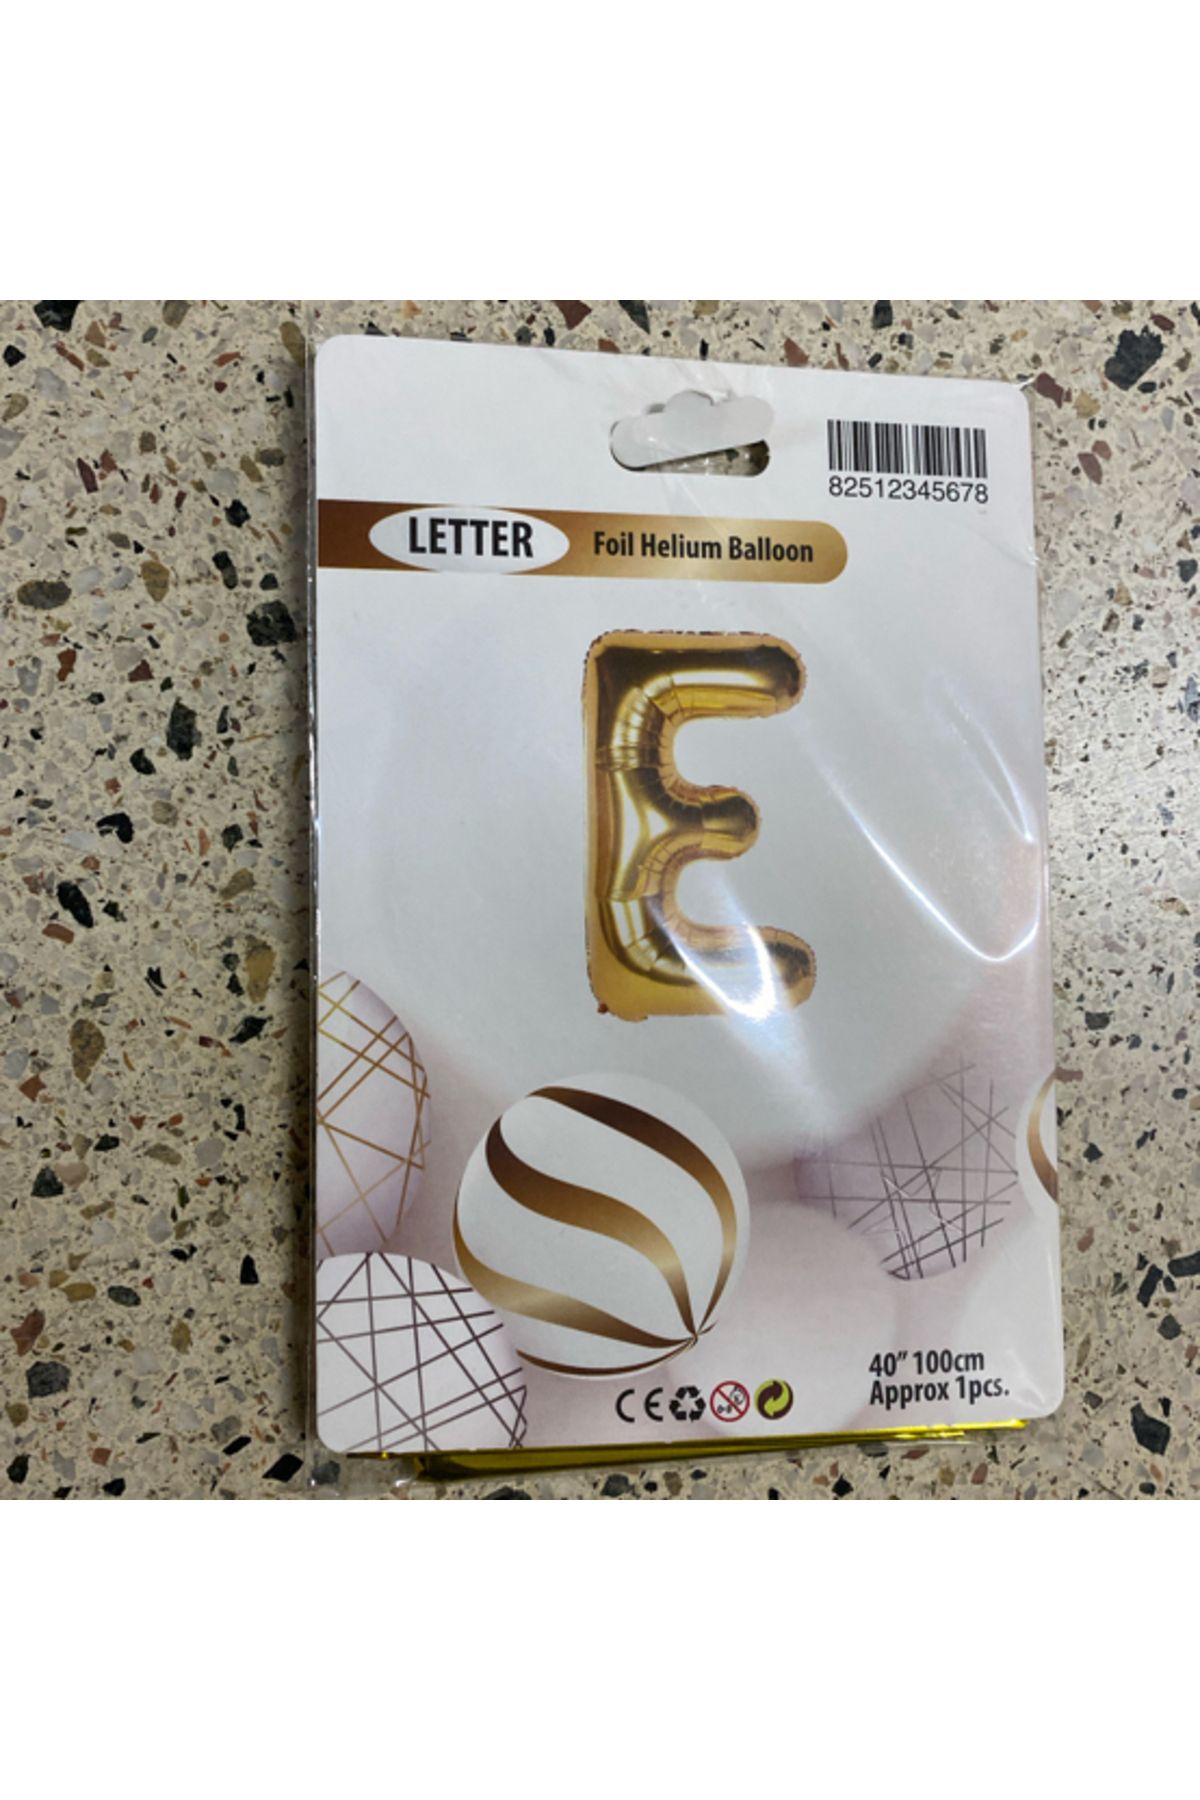 82512345678
LETTER Foil Helium Balloon
E
40” 100cm
Approx 1pcs.
CE